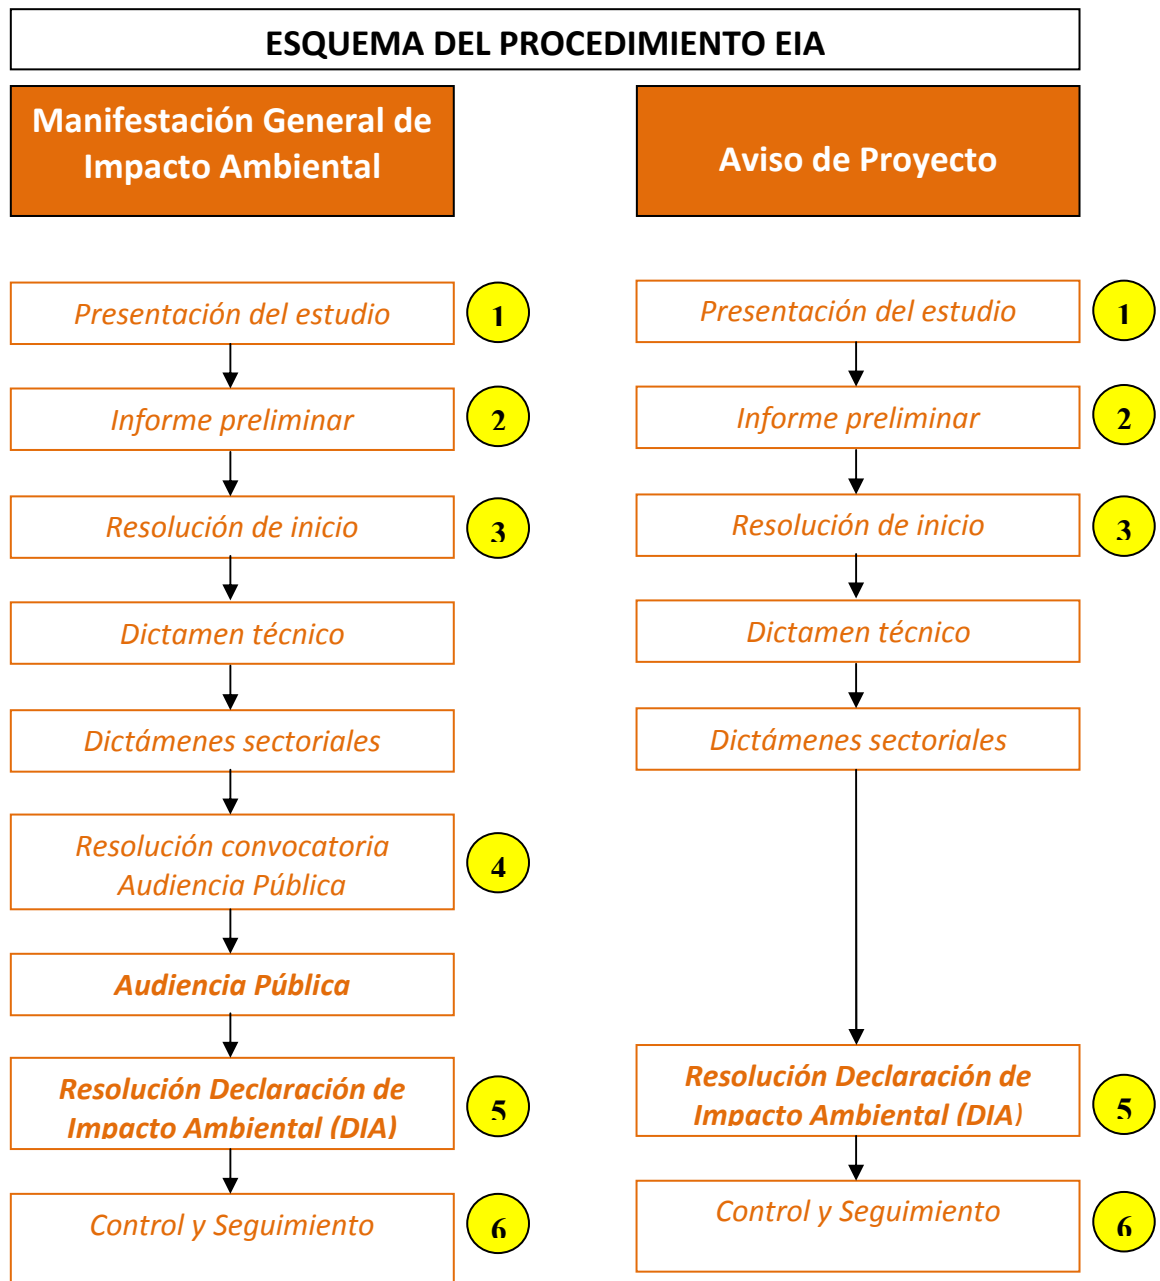 ESQUEMA DEL PROCEDIMIENTO EIA
Manifestación General de
Impacto Ambiental
Aviso de Proyecto
Presentación del estudio
1
Presentación del estudio
1
Informe preliminar
2
Informe preliminar
2
Resolución de inicio
3
Resolución de inicio
3
Dictamen técnico
Dictamen técnico
Dictámenes sectoriales
Dictámenes sectoriales
Resolución convocatoria
Audiencia Pública
4
Audiencia Pública
Resolución Declaración de
Impacto Ambiental (DIA)
5
Resolución Declaración de
Impacto Ambiental (DIA)
5
Control y Seguimiento
6
Control y Seguimiento
6